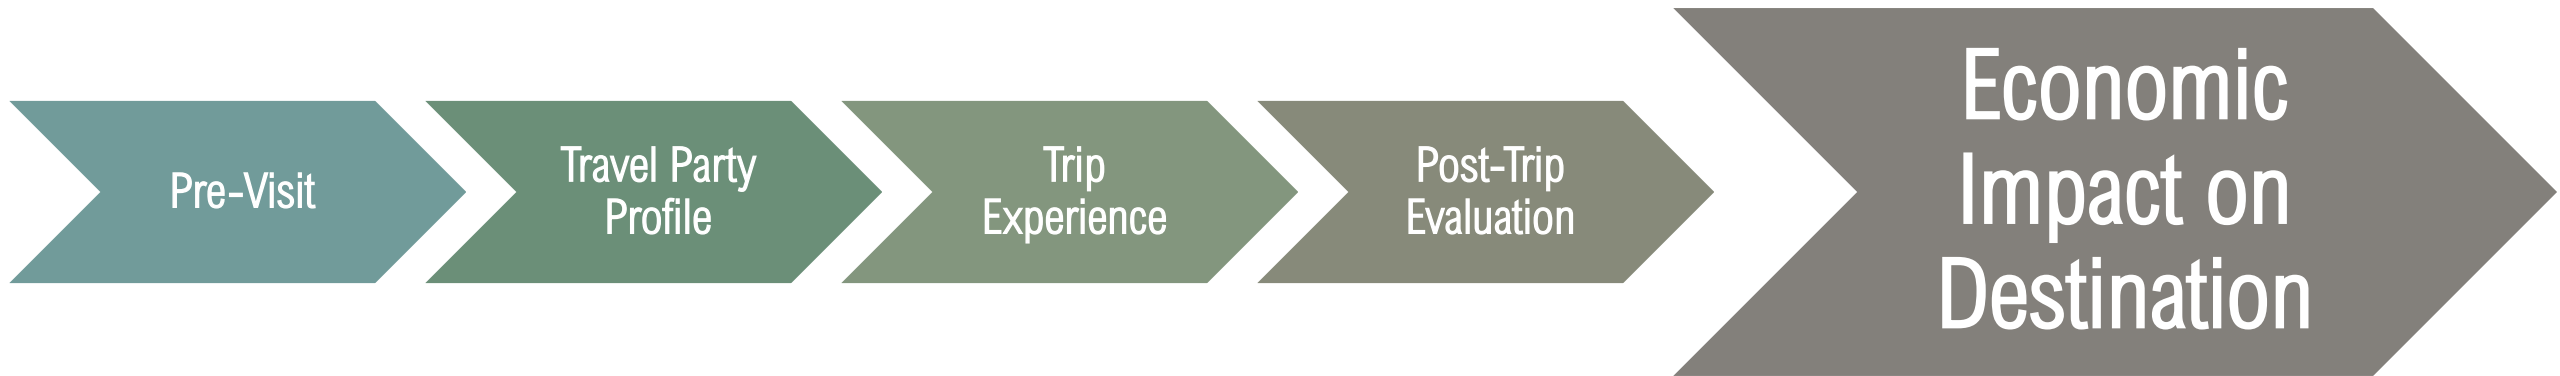 Pre-Visit
Travel Party
Profile
Trip
Experience
Post-Trip
Evaluation
Economic
Impact on
Destination